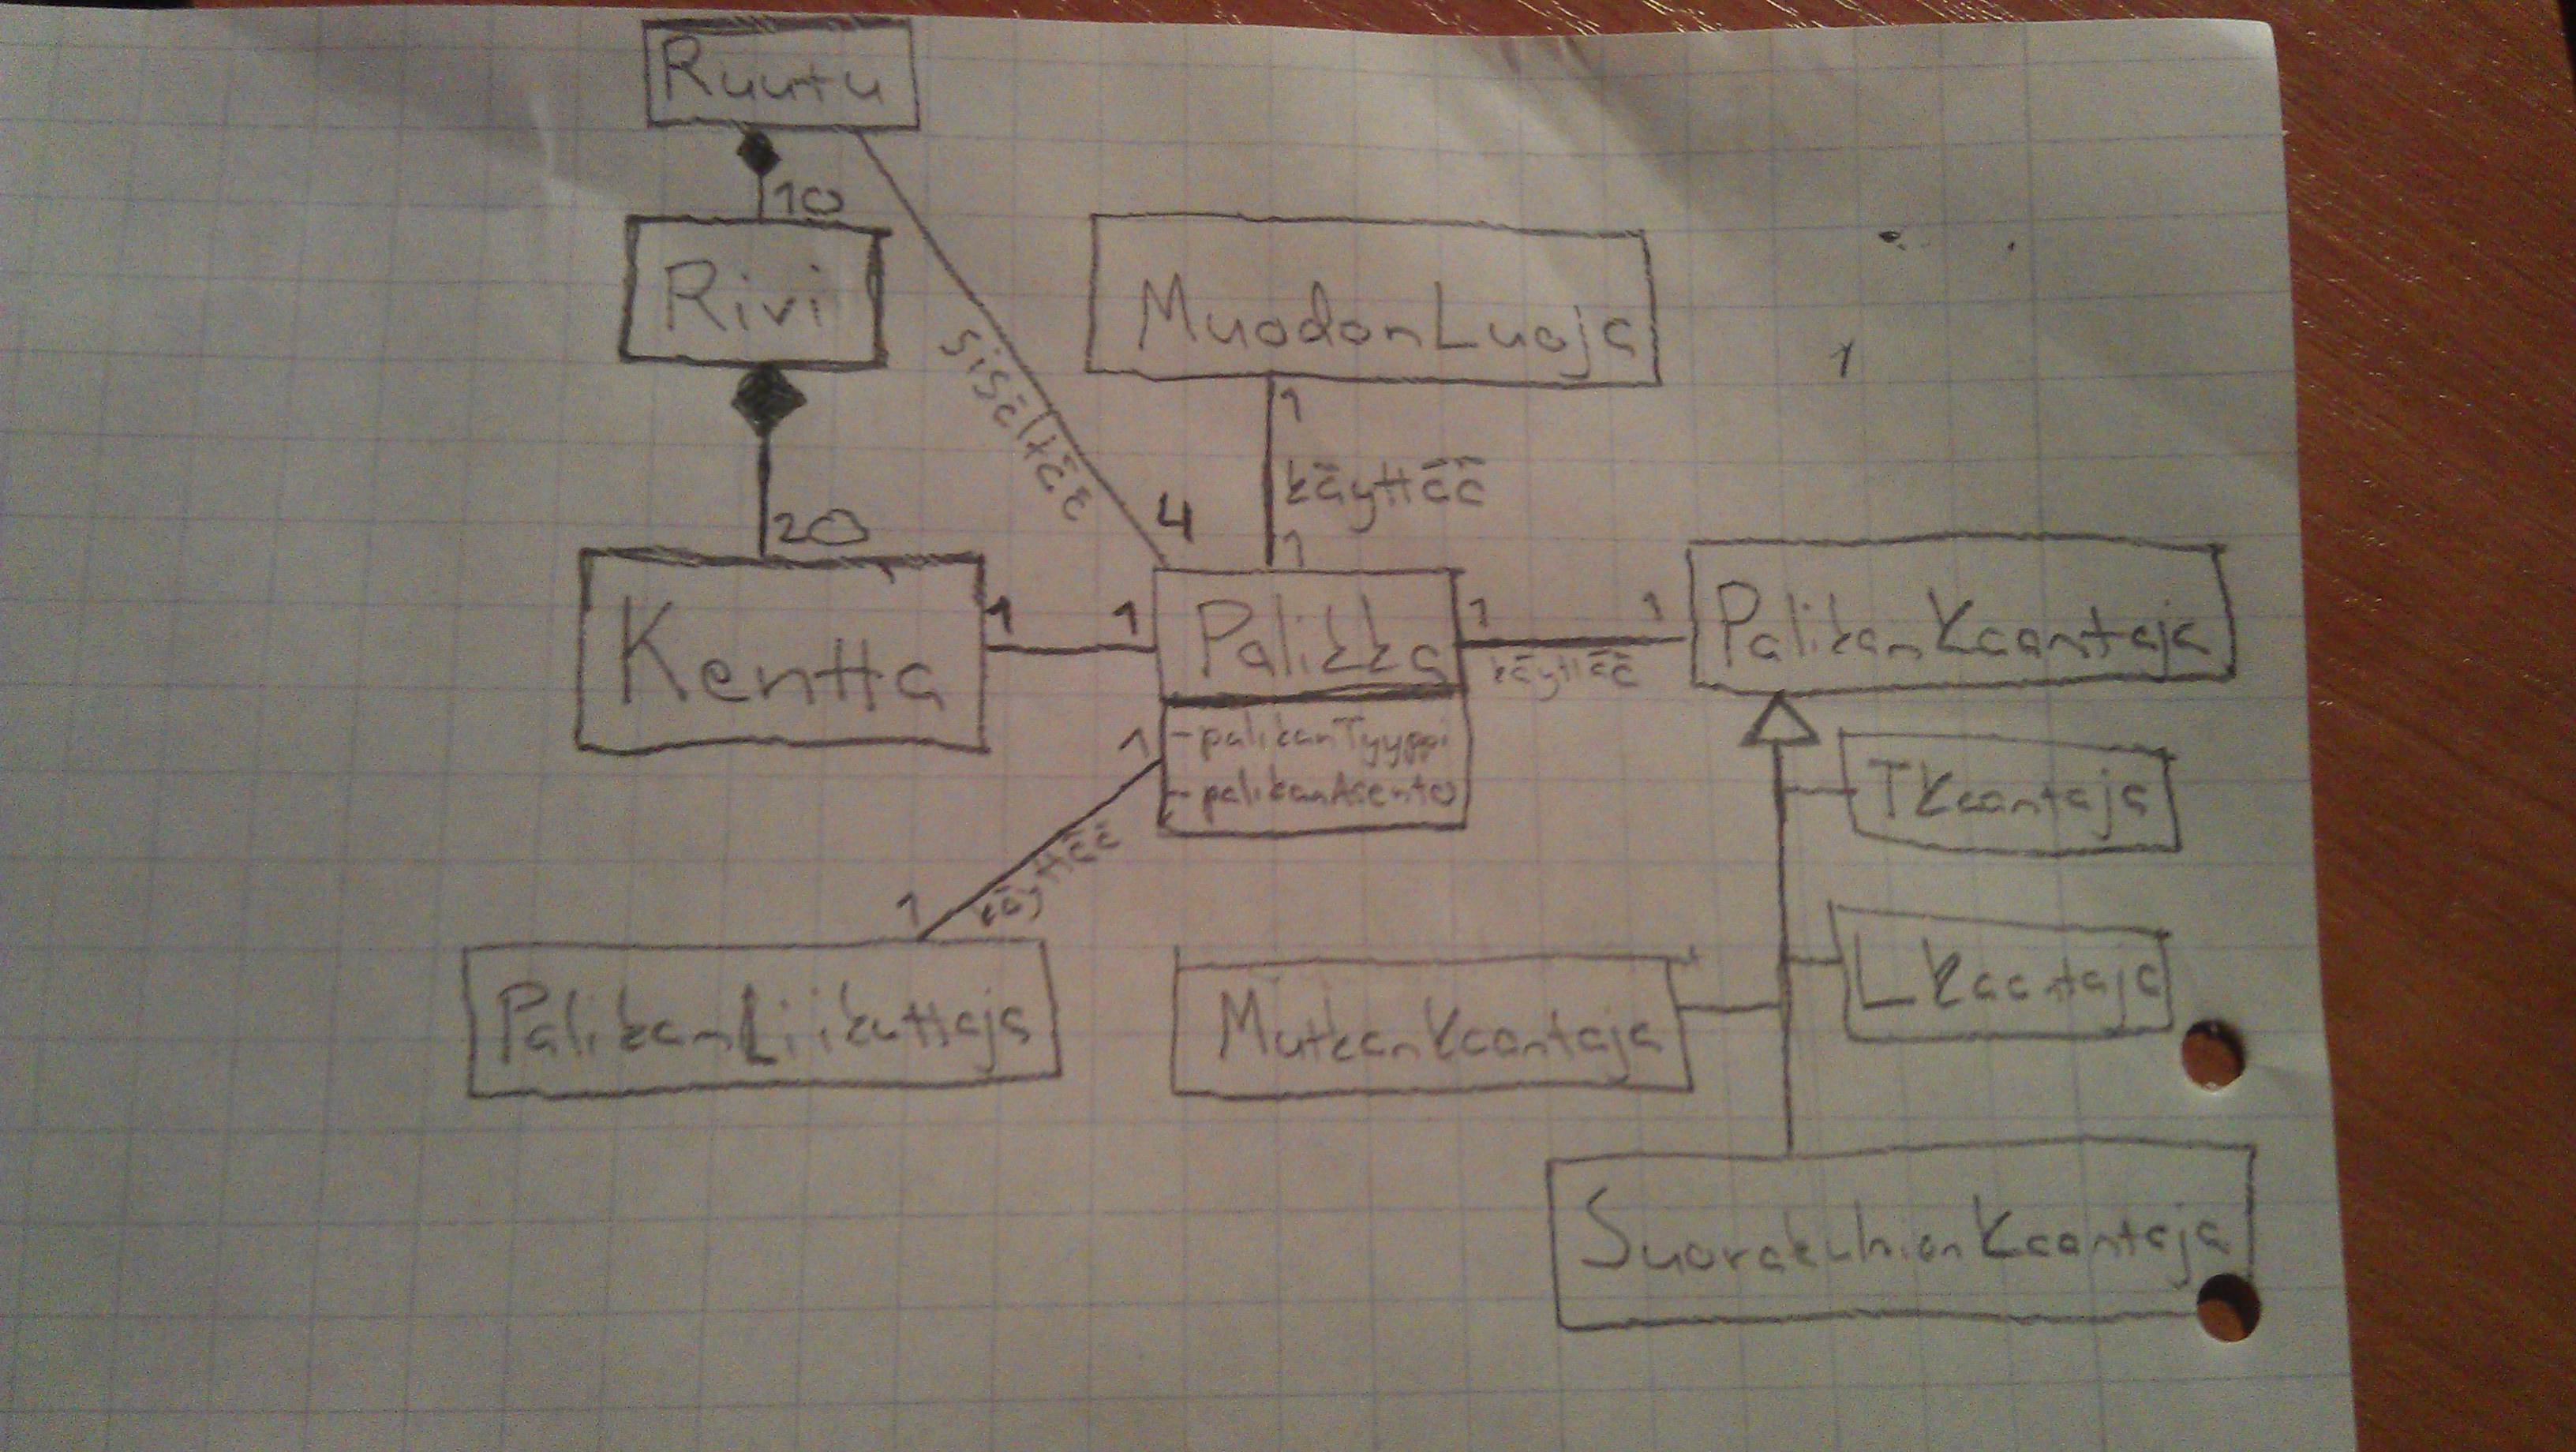 Ruutu
10
Rivi
sisältää
MuodonLuoja
1
käyttää
1
20
4
Kentta
1
1
Palikka
- palikanTyyppi
- palikanAsento
1
1
käyttää
PalikanKaantaja
TKaantaja
1
käyttää
1
LKaantaja
PalikanLiikuttaja
MutkanKaantaja
SuorakulmionKaantaja